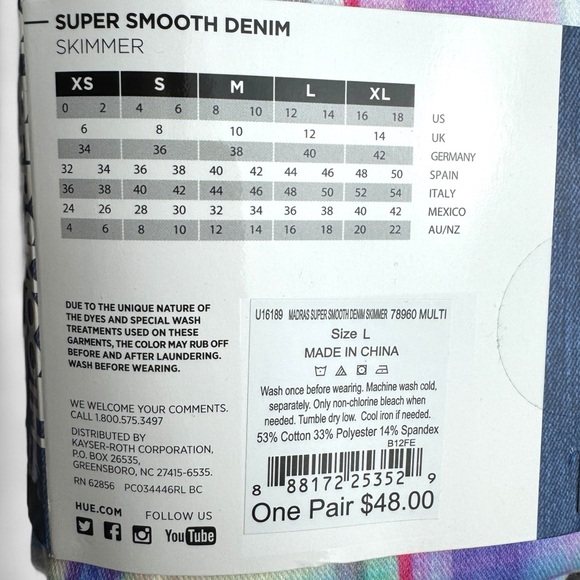 SUPER SMOOTH DENIM
SKIMMER
XS S M L XL
0 2 4 6 8 10 12 14 16 18 US
6 8 10 12 14 UK
34 36 38 40 42 GERMANY
32 34 36 38 40 42 44 46 48 50 SPAIN
36 38 40 42 44 46 48 50 52 54 ITALY
24 26 28 30 32 34 36 38 40 42 MEXICO
4 6 8 10 12 14 16 18 20 22 AU/NZ
DUE TO THE UNIQUE NATURE OF
THE DYES AND SPECIAL WASH
TREATMENTS USED ON THESE
GARMENTS, THE COLOR MAY RUB OFF
BEFORE AND AFTER LAUNDERING.
WASH BEFORE WEARING.
WE WELCOME YOUR COMMENTS.
CALL 1.800.575.3497
DISTRIBUTED BY
KAYSER-ROTH CORPORATION,
P.O. BOX 26535,
GREENSBORO, NC 27415-6535.
RN 62856 PC034446RL BC
HUE.COM FOLLOW US
YouTube
U16189 MADRAS SUPER SMOOTH DENIM SKIMMER 78960 MULTI
Size L
MADE IN CHINA
Wash once before wearing. Machine wash cold,
separately. Only non-chlorine bleach when
needed. Tumble dry low. Cool iron if needed.
53% Cotton 33% Polyester 14% Spandex
B12FE
8 88172 25352 9
One Pair $48.00